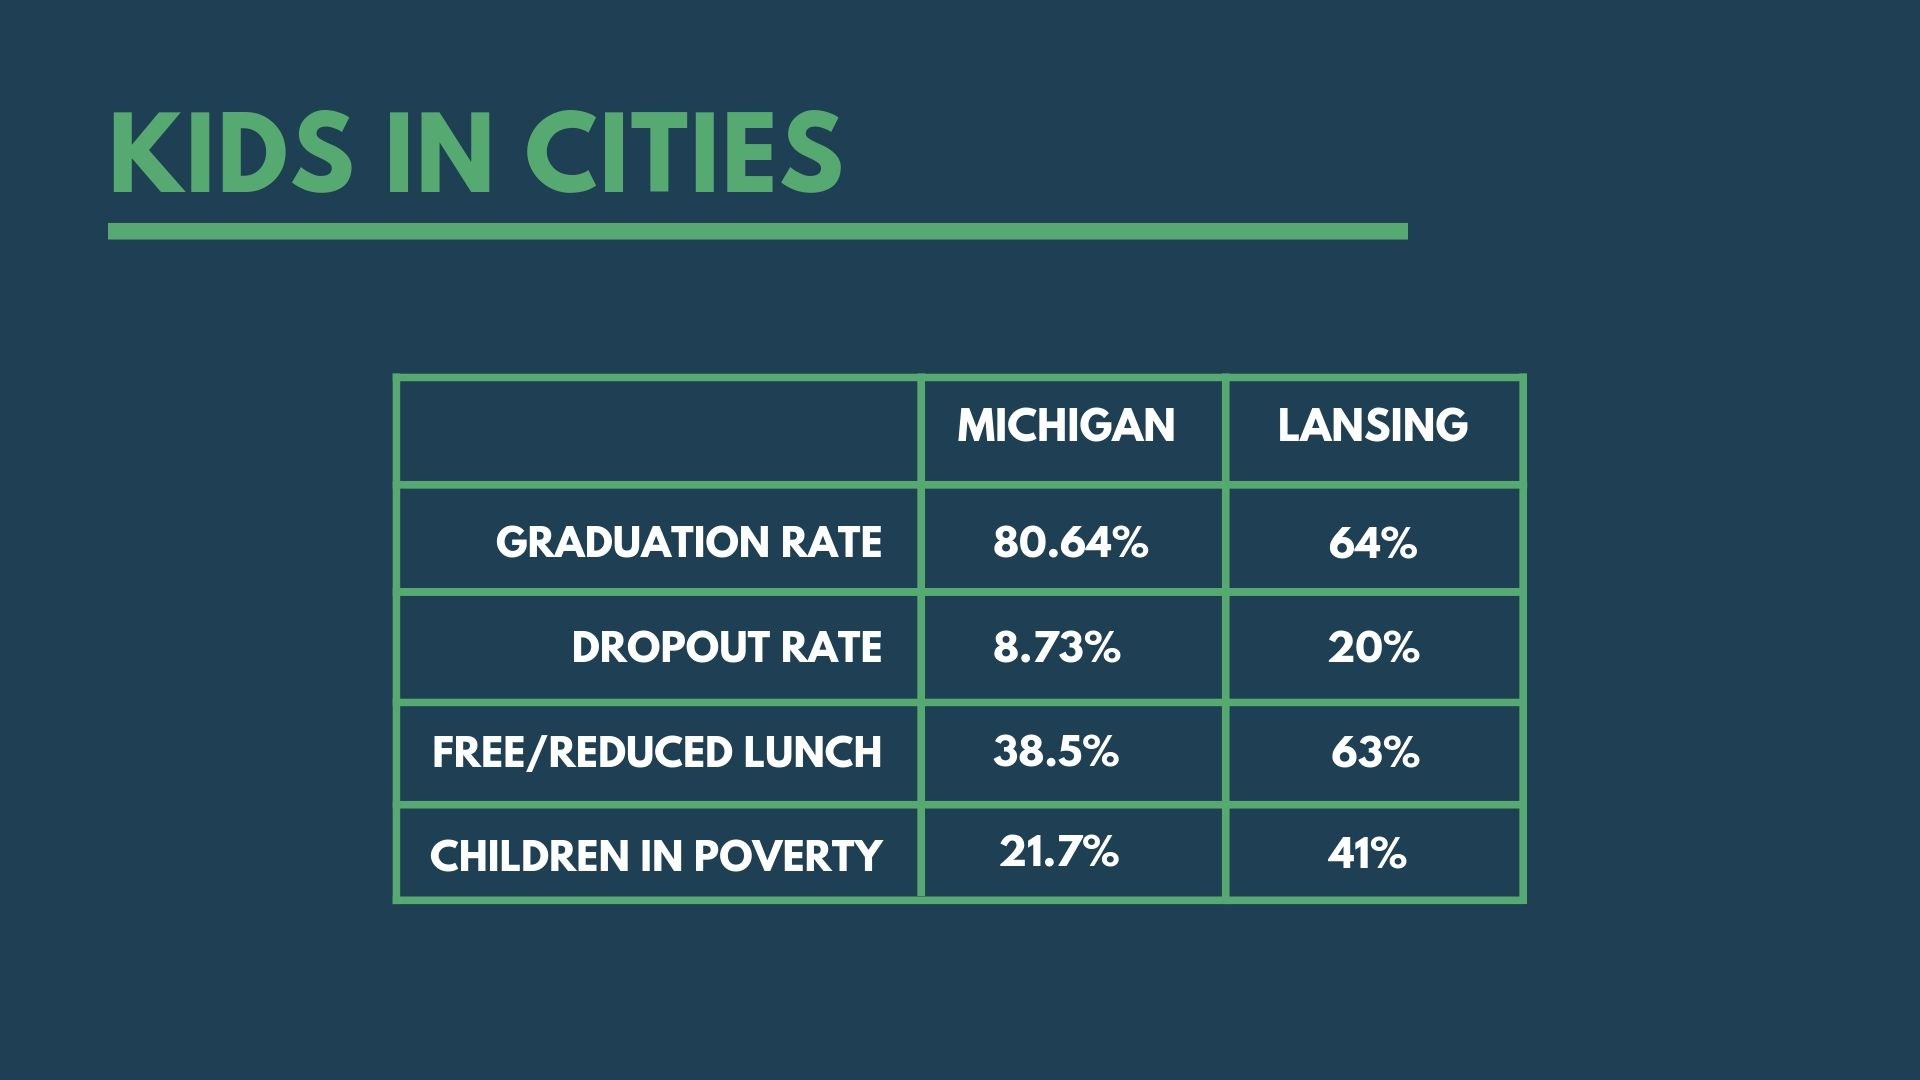 KIDS IN CITIES
MICHIGAN LANSING
GRADUATION RATE 80.64% 64%
DROPOUT RATE 8.73% 20%
FREE/REDUCED LUNCH 38.5% 63%
CHILDREN IN POVERTY 21.7% 41%